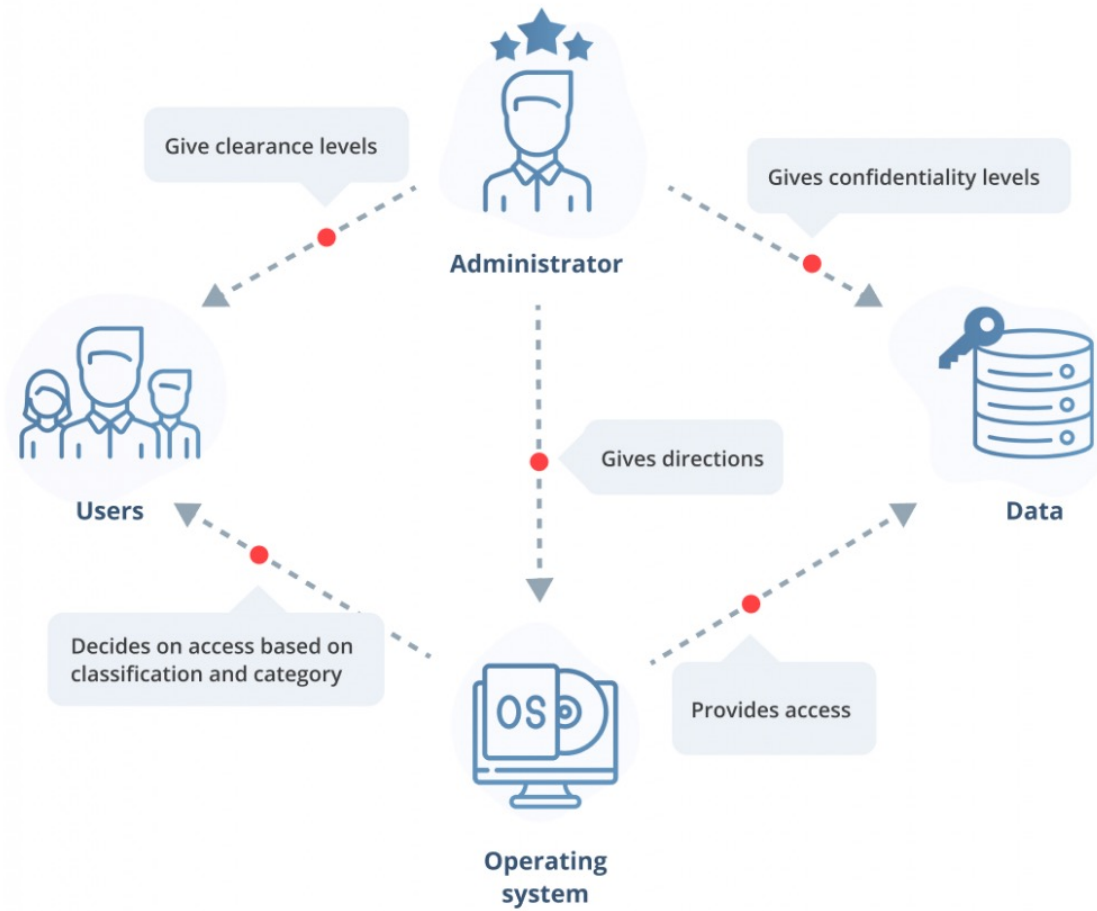 Give clearance levels
Gives confidentiality levels
Administrator
Gives directions
Users
Data
Decides on access based on
classification and category
Provides access
OS
Operating
system